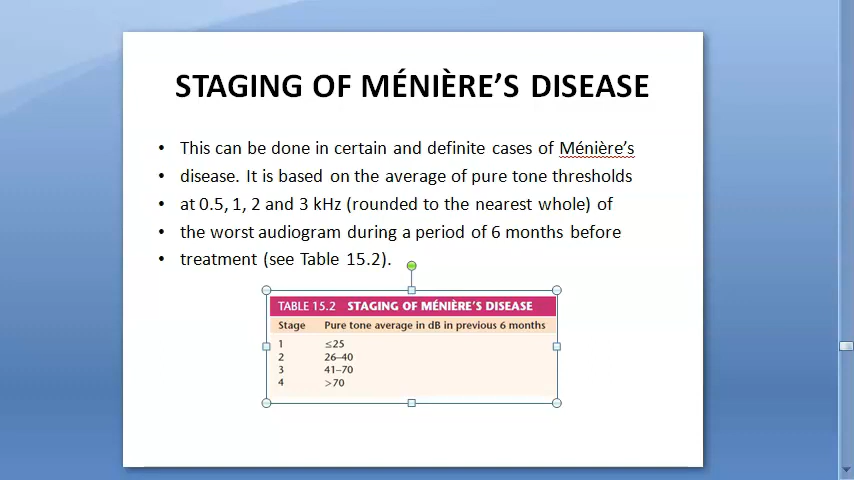 STAGING OF MÉNIÈRE'S DISEASE
• This can be done in certain and definite cases of Ménière's
• disease. It is based on the average of pure tone thresholds
• at 0.5, 1, 2 and 3 kHz (rounded to the nearest whole) of
• the worst audiogram during a period of 6 months before
• treatment (see Table 15.2).
TABLE 15.2 STAGING OF MÉNIÈRE'S DISEASE
Stage Pure tone average in dB in previous 6 months
1 ≤25
2 26–40
3 41–70
4 >70